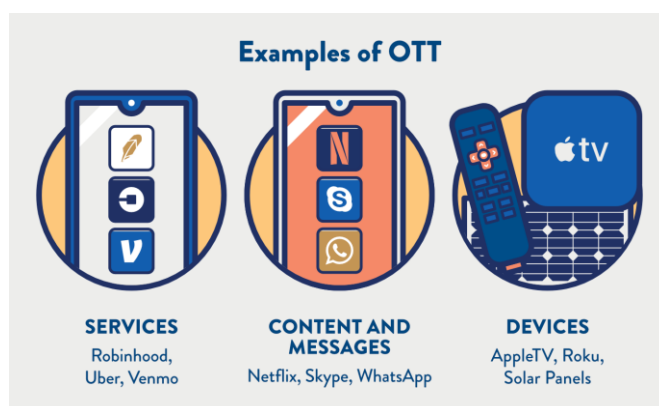 Examples of OTT
N
S
V
tv
SERVICES
Robinhood,
Uber, Venmo
CONTENT AND
MESSAGES
Netflix, Skype, WhatsApp
DEVICES
AppleTV, Roku,
Solar Panels